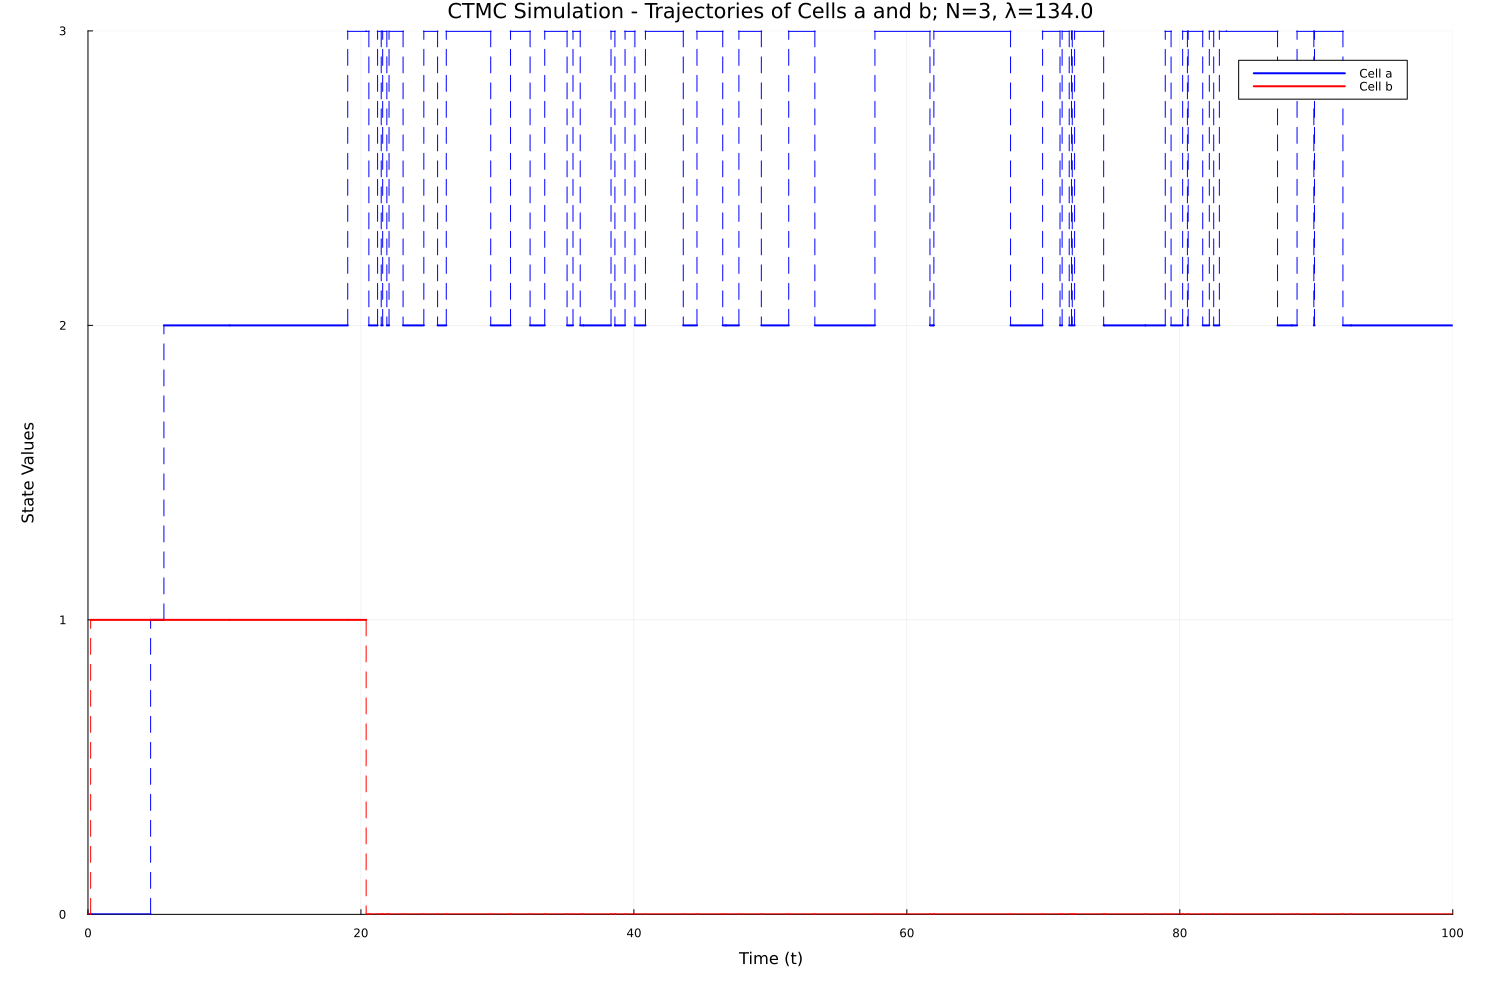 CTMC Simulation - Trajectories of Cells a and b; N=3, λ=134.0
3
Cell a
Cell b
2
State Values
1
0
0 20 40 60 80 100
Time (t)